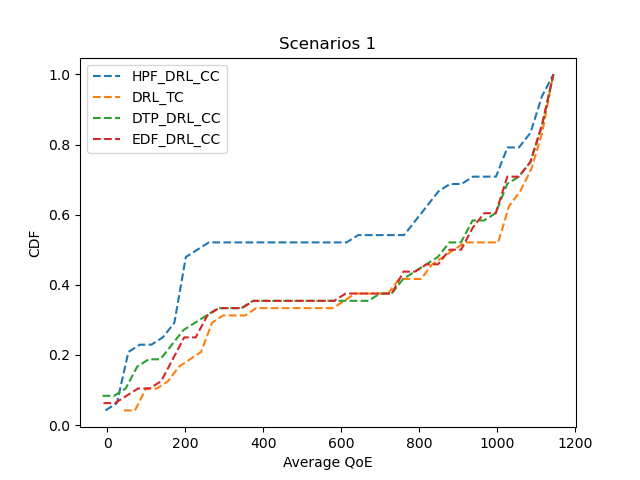 Scenarios 1
HPF_DRL_CC
DRL_TC
DTP_DRL_CC
EDF_DRL_CC
1.0
0.8
0.6
0.4
0.2
0.0
CDF
0 200 400 600 800 1000 1200
Average QoE